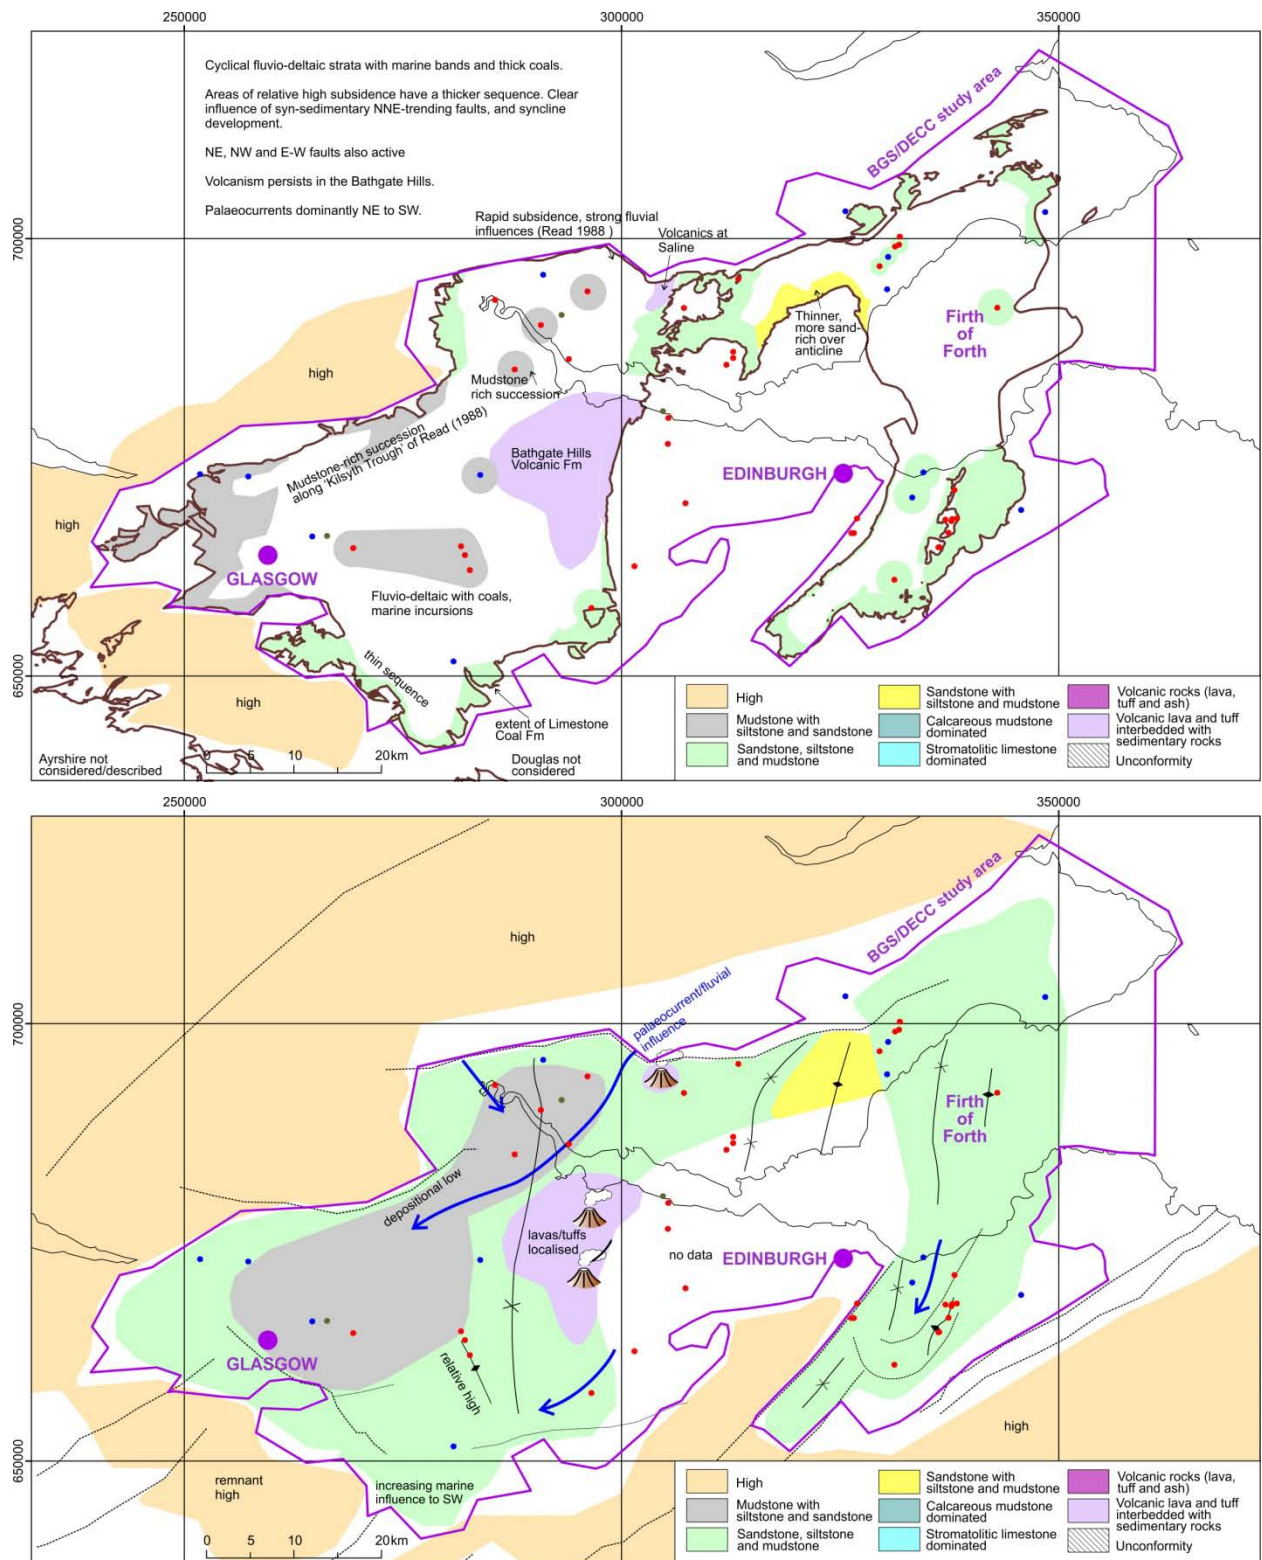 250000
300000
350000
Cyclical fluvio-deltaic strata with marine bands and thick coals.
Areas of relative high subsidence have a thicker sequence. Clear
influence of syn-sedimentary NNE-trending faults, and syncline
development.
NE, NW and E-W faults also active
Volcanism persists in the Bathgate Hills.
Palaeocurrents dominantly NE to SW.
BGS/DECC study area
700000
Rapid subsidence, strong fluvial
influences (Read 1988 )
Volcanics at
Saline
Thinner,
more sand-
rich over
anticline
Firth
of
Forth
high
Mudstone
rich succession
Mudstone-rich succession
along 'Kilsyth Trough' of Read (1988)
Bathgate Hills
Volcanic Fm
EDINBURGH
high
GLASGOW
Fluvio-deltaic with coals,
marine incursions
thin sequence
650000
high
extent of Limestone
Coal Fm
Ayrshire not
considered/described
0
5
10
20km
Douglas not
considered
High
Mudstone with
siltstone and sandstone
Sandstone, siltstone
and mudstone
Sandstone with
siltstone and mudstone
Calcareous mudstone
dominated
Stromatolitic limestone
dominated
Volcanic rocks (lava,
tuff and ash)
Volcanic lava and tuff
interbedded with
sedimentary rocks
Unconformity
250000
300000
350000
BGS/DECC study area
high
palaeocurrent/fluvial
influence
700000
Firth
of
Forth
depositional low
lavas/tuffs
localised
no data
EDINBURGH
GLASGOW
relative high
high
650000
remnant
high
increasing marine
influence to SW
0
5
10
20km
High
Mudstone with
siltstone and sandstone
Sandstone, siltstone
and mudstone
Sandstone with
siltstone and mudstone
Calcareous mudstone
dominated
Stromatolitic limestone
dominated
Volcanic rocks (lava,
tuff and ash)
Volcanic lava and tuff
interbedded with
sedimentary rocks
Unconformity